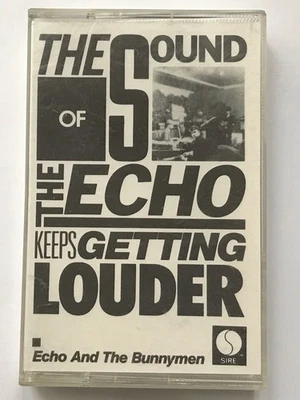 THE SOUND
OF
THE ECHO
KEEPS GETTING
LOUDER
Echo And The Bunnymen
S
SIRE